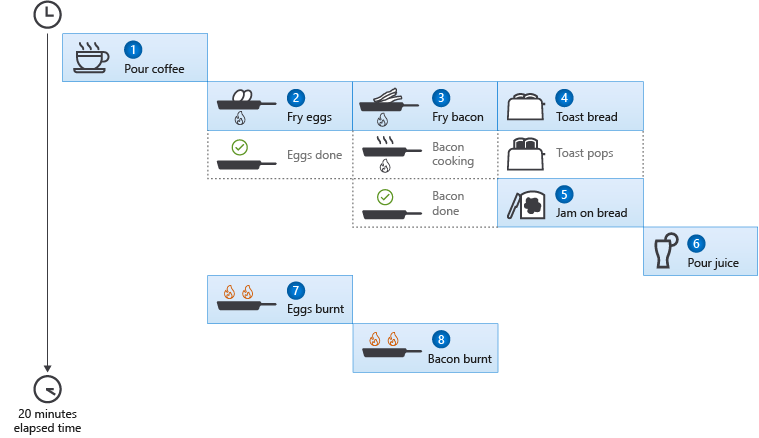 1
Pour coffee
2
Fry eggs
3
Fry bacon
4
Toast bread
Eggs done
Bacon
cooking
Toast pops
Bacon
done
5
Jam on bread
6
Pour juice
7
Eggs burnt
8
Bacon burnt
20 minutes
elapsed time